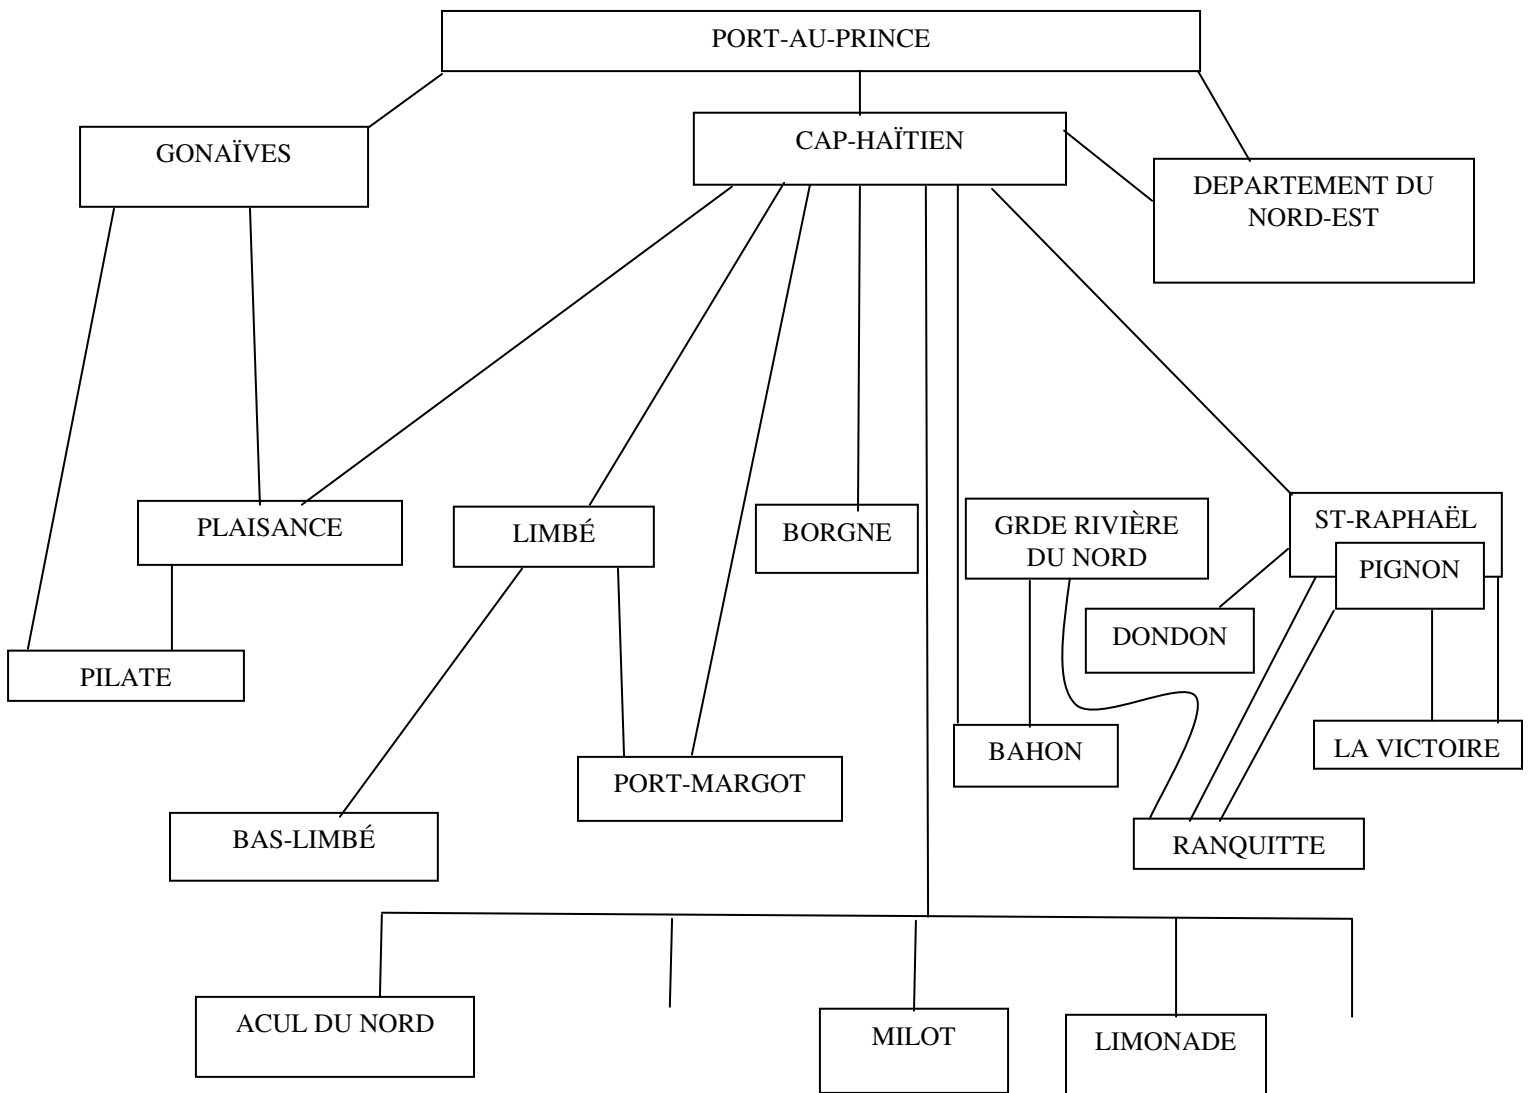 PORT-AU-PRINCE
GONAÏVES
CAP-HAÏTIEN
DEPARTEMENT DU
NORD-EST
PLAISANCE
LIMBÉ
BORGNE
GRDE RIVIÈRE
DU NORD
ST-RAPHAËL
PIGNON
DONDON
PILATE
BAHON
LA VICTOIRE
PORT-MARGOT
BAS-LIMBÉ
RANQUITTE
ACUL DU NORD
MILOT
LIMONADE